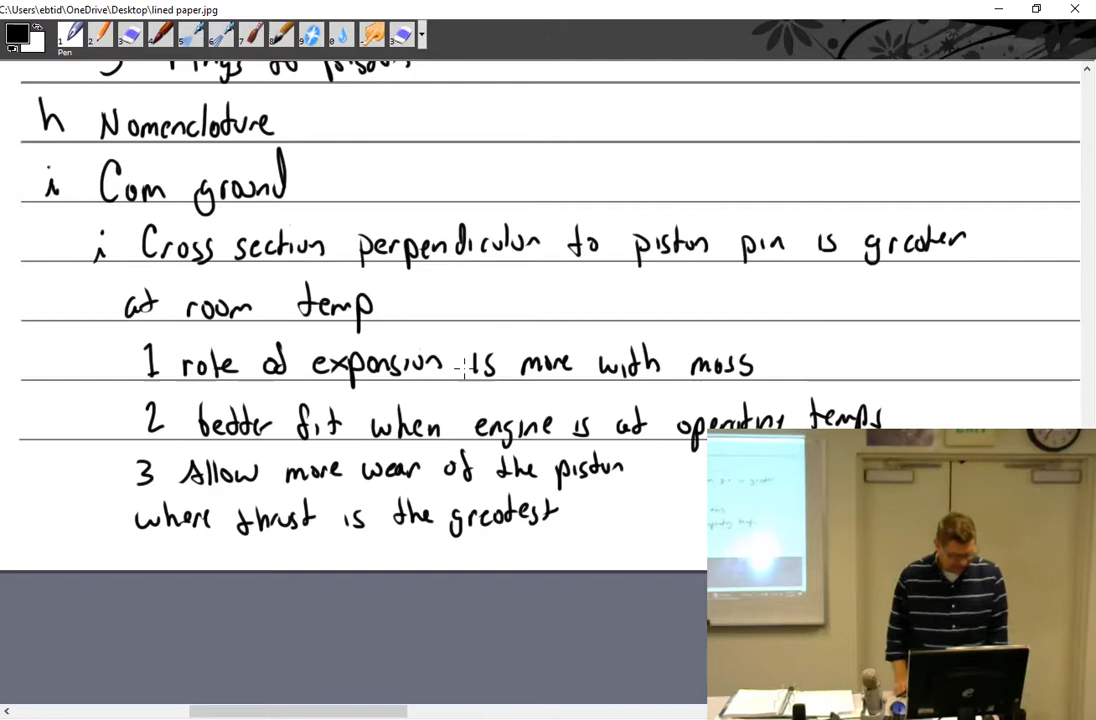 C:\Users\ebtid\OneDrive\Desktop\lined paper.jpg
Pen
h Nomenclature
i Cam ground
i Cross section perpendicular to piston pin is greater
at room temp
1 rate of expansion is more with mass
2 better fit when engine is at operating temps
3 Allow more wear of the piston
where thrust is the greatest